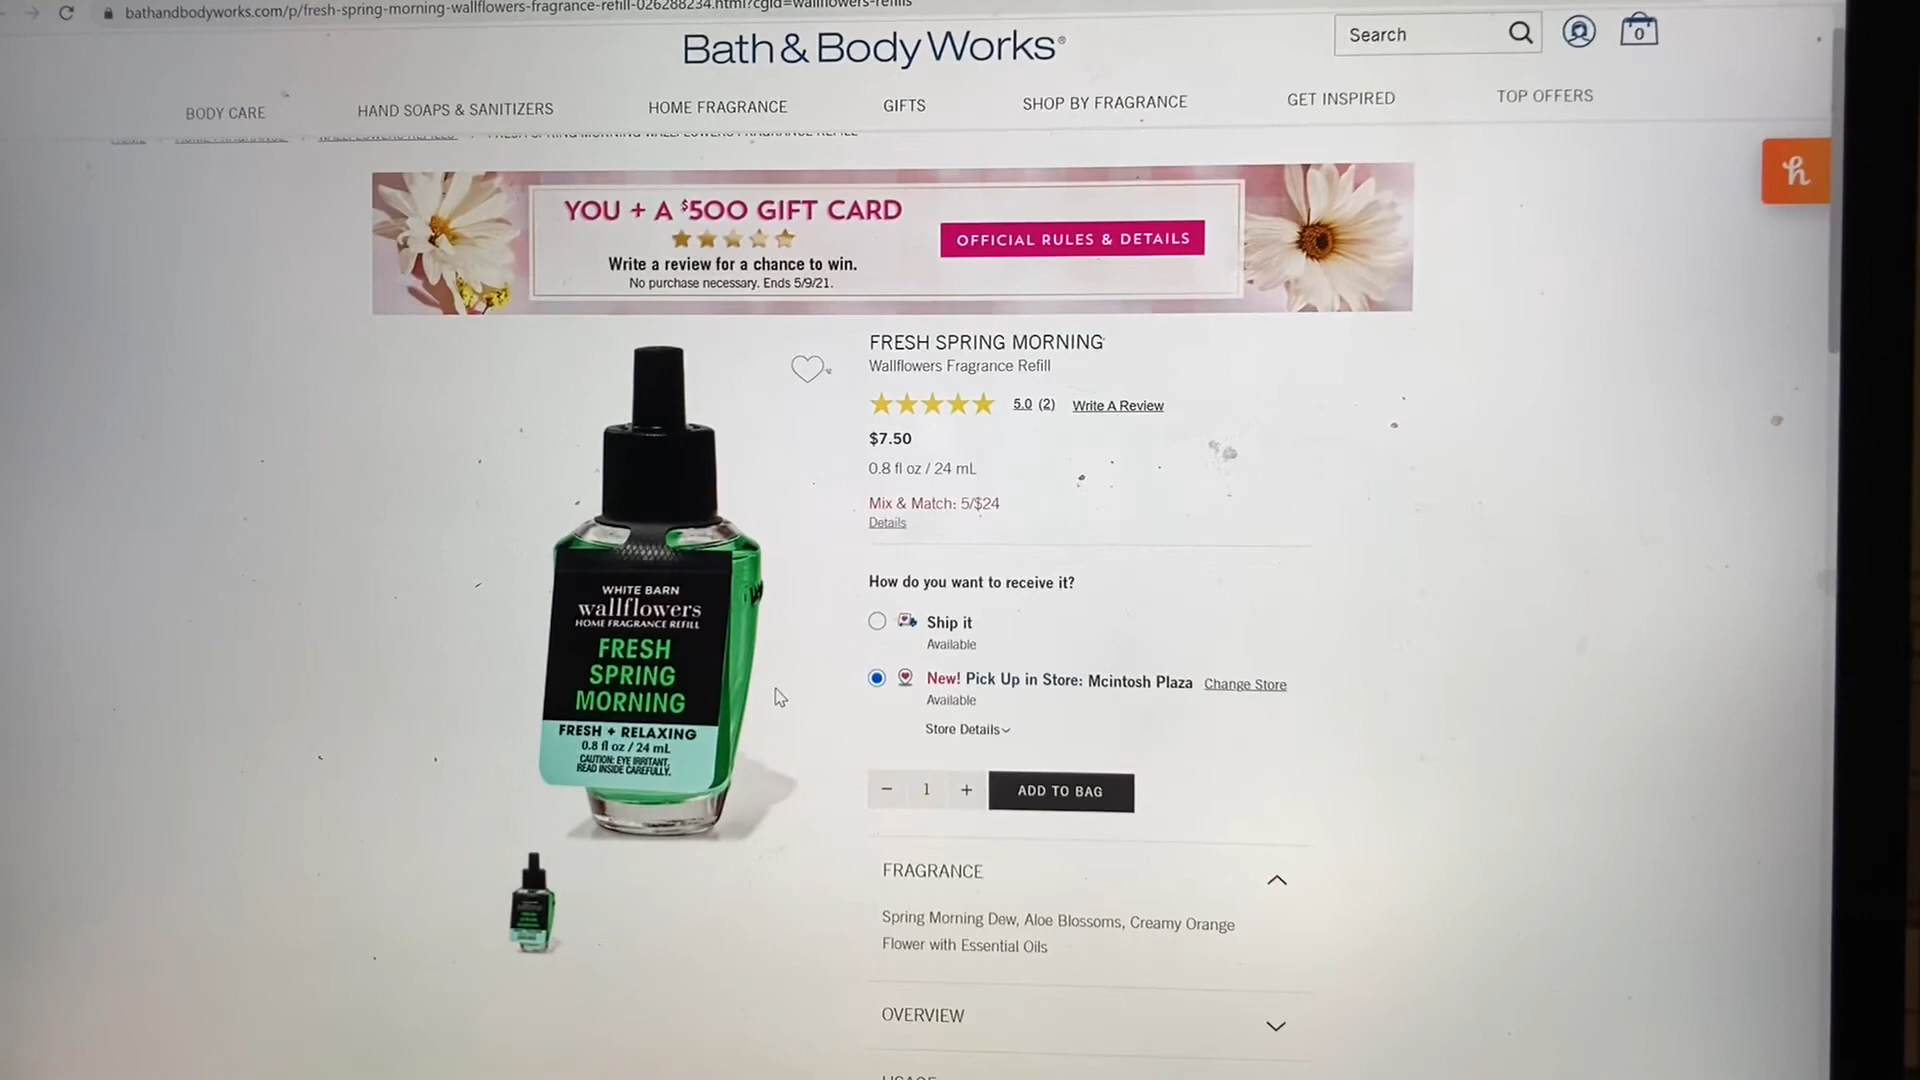 bathandbodyworks.com/p/fresh-spring-morning-wallflowers-fragrance-refill-026288234.html?cgid=wallflowers-refills
Bath & Body Works®
Search
0
BODY CARE
HAND SOAPS & SANITIZERS
HOME FRAGRANCE
GIFTS
SHOP BY FRAGRANCE
GET INSPIRED
TOP OFFERS
FRESH SPRING MORNING WALLFLOWERS FRAGRANCE REFILL
h
YOU + A $500 GIFT CARD
Write a review for a chance to win.
No purchase necessary. Ends 5/9/21.
OFFICIAL RULES & DETAILS
FRESH SPRING MORNING
Wallflowers Fragrance Refill
5.0 (2) Write A Review
$7.50
0.8 fl oz / 24 mL
Mix & Match: 5/$24
Details
How do you want to receive it?
Ship it
Available
New! Pick Up in Store: Mcintosh Plaza Change Store
Available
Store Details
- 1 + ADD TO BAG
WHITE BARN
wallflowers
HOME FRAGRANCE REFILL
FRESH
SPRING
MORNING
FRESH + RELAXING
0.8 fl oz / 24 mL
CAUTION: EYE IRRITANT.
READ INSIDE CAREFULLY.
FRAGRANCE
Spring Morning Dew, Aloe Blossoms, Creamy Orange
Flower with Essential Oils
OVERVIEW